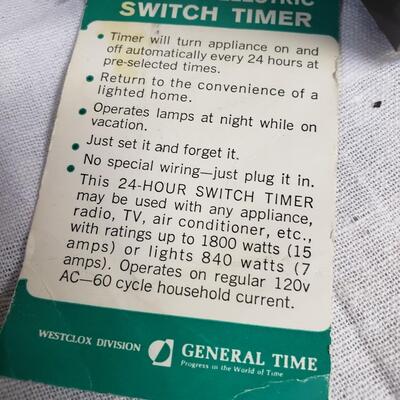 ELECTRIC
SWITCH TIMER
• Timer will turn appliance on and
off automatically every 24 hours at
pre-selected times.
• Return to the convenience of a
lighted home.
• Operates lamps at night while on
vacation.
• Just set it and forget it.
• No special wiring—just plug it in.
This 24-HOUR SWITCH TIMER
may be used with any appliance,
radio, TV, air conditioner, etc.,
with ratings up to 1800 watts (15
amps) or lights 840 watts (7
amps). Operates on regular 120v
AC—60 cycle household current.
WESTCLOX DIVISION GENERAL TIME
Progress in the World of Time